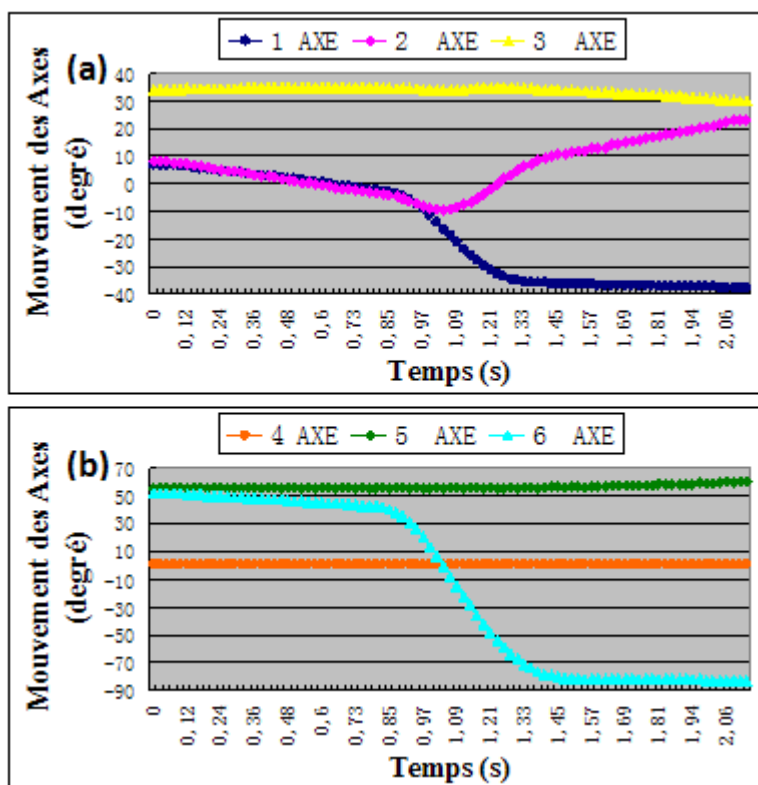 1 AXE 2 AXE 3 AXE
(a)
Mouvement des Axes
(degré)
40
30
20
10
0
-10
-20
-30
-40
0 0,12 0,24 0,36 0,48 0,6 0,73 0,85 0,97 1,09 1,21 1,33 1,45 1,57 1,69 1,81 1,94 2,06
Temps (s)
4 AXE 5 AXE 6 AXE
(b)
Mouvement des Axes
(degré)
70
50
30
10
-10
-30
-50
-70
-90
0 0,12 0,24 0,36 0,48 0,6 0,73 0,85 0,97 1,09 1,21 1,33 1,45 1,57 1,69 1,81 1,94 2,06
Temps (s)